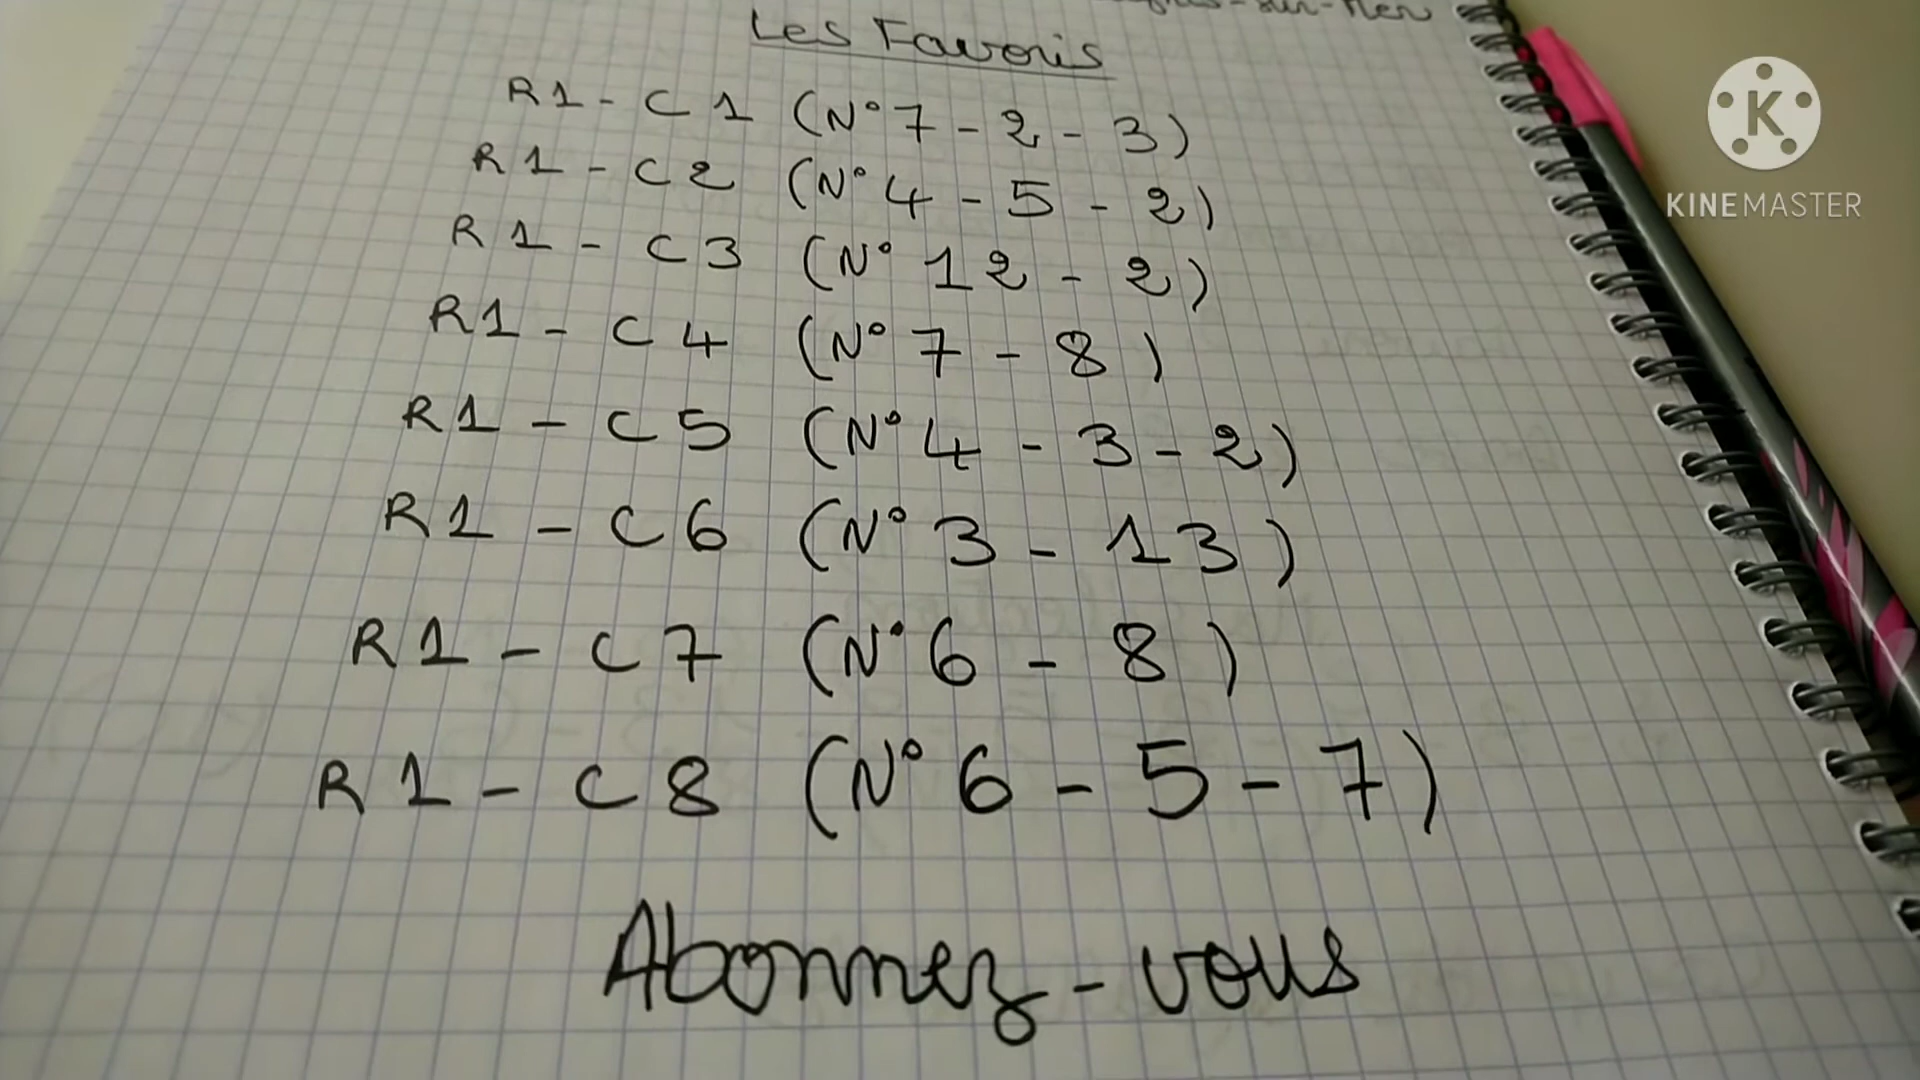 Les Favoris
R1 - C1 (N°7 - 2 - 3)
R1 - C2 (N°4 - 5 - 2)
R1 - C3 (N° 12 - 2)
R1 - C4 (N° 7 - 8)
R1 - C5 (N°4 - 3 - 2)
R1 - C6 (N° 3 - 13)
R1 - C7 (N°6 - 8)
R1 - C8 (N°6 - 5 - 7)
Abonnez-vous
K
KINEMASTER